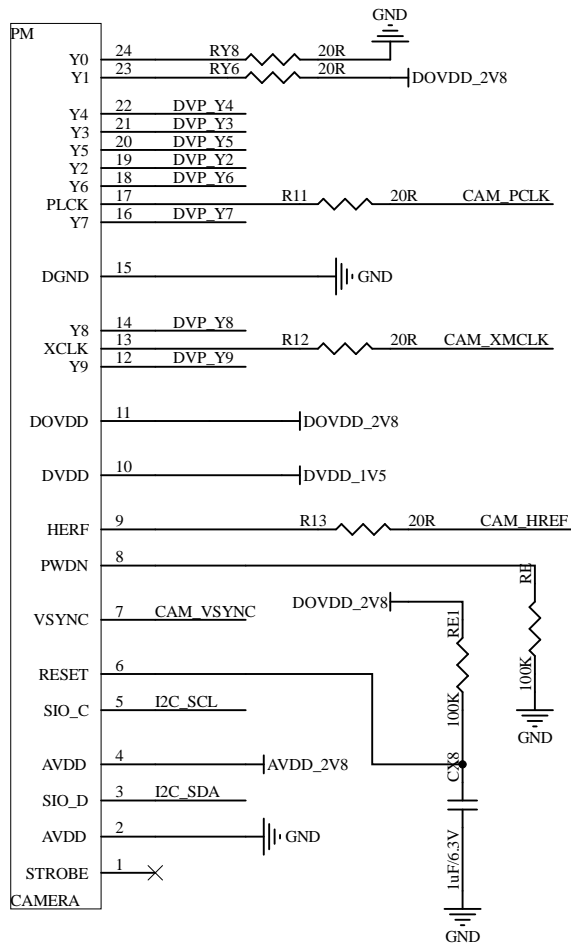 GND
PM
Y0 24 RY8 20R
Y1 23 RY6 20R DOVDD_2V8
Y4 22 DVP_Y4
Y3 21 DVP_Y3
Y5 20 DVP_Y5
Y2 19 DVP_Y2
Y6 18 DVP_Y6
PLCK 17 R11 20R CAM_PCLK
Y7 16 DVP_Y7
DGND 15 GND
Y8 14 DVP_Y8
XCLK 13 R12 20R CAM_XMCLK
Y9 12 DVP_Y9
DOVDD 11 DOVDD_2V8
DVDD 10 DVDD_1V5
HERF 9 R13 20R CAM_HREF
PWDN 8 RE
100K
GND
VSYNC 7 CAM_VSYNC
DOVDD_2V8
RE1
100K
RESET 6
SIO_C 5 I2C_SCL
AVDD 4 AVDD_2V8
CX8
SIO_D 3 I2C_SDA
1uF/6.3V
AVDD 2 GND
STROBE 1
CAMERA
GND